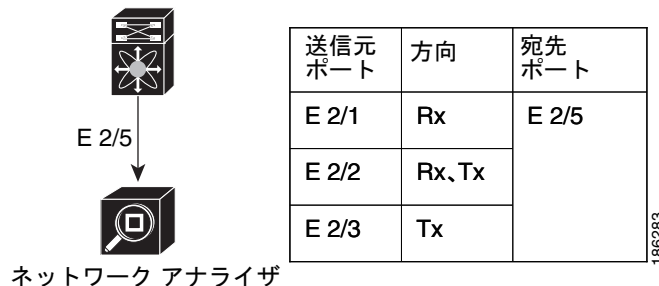 E 2/5
ネットワーク アナライザ
送信元
ポート
方向
宛先
ポート
E 2/1
Rx
E 2/5
E 2/2
Rx、Tx
E 2/3
Tx
186283